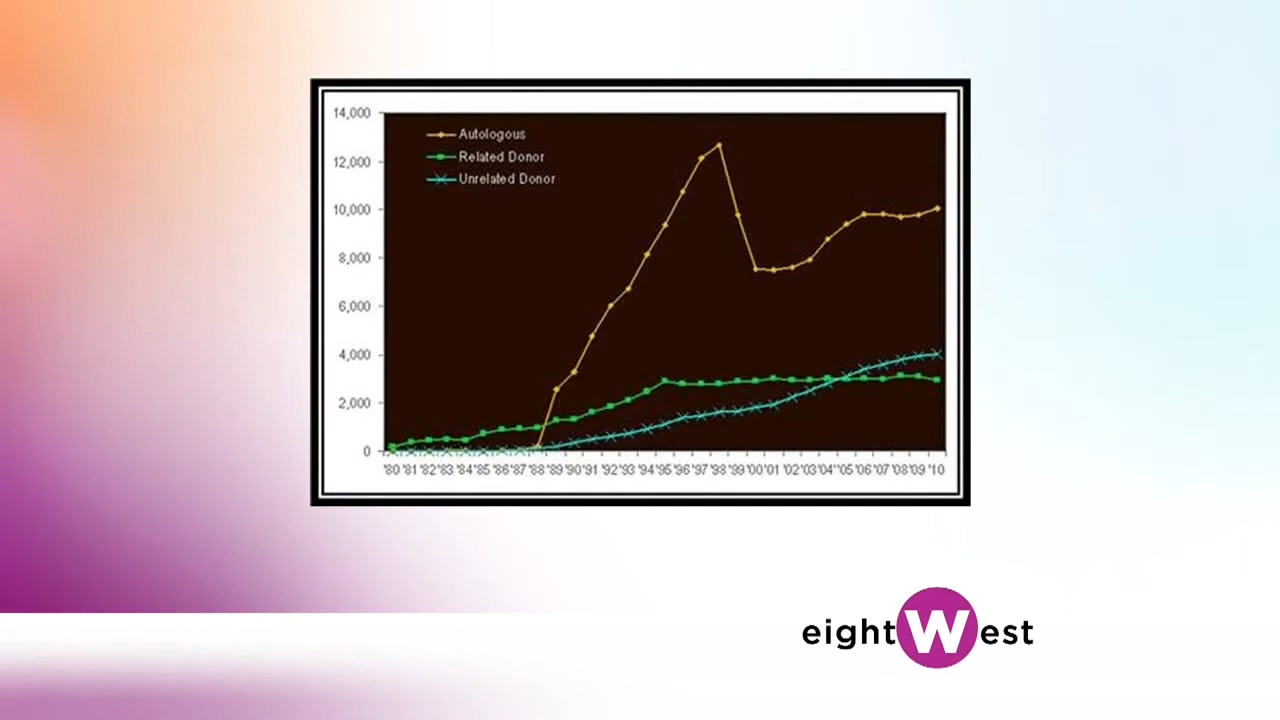 14,000
12,000
10,000
8,000
6,000
4,000
2,000
0
Autologous
Related Donor
Unrelated Donor
'80 '81 '82 '83 '84 '85 '86 '87 '88 '89 '90 '91 '92 '93 '94 '95 '96 '97 '98 '99 '00 '01 '02 '03 '04 '05 '06 '07 '08 '09 '10
eightWest